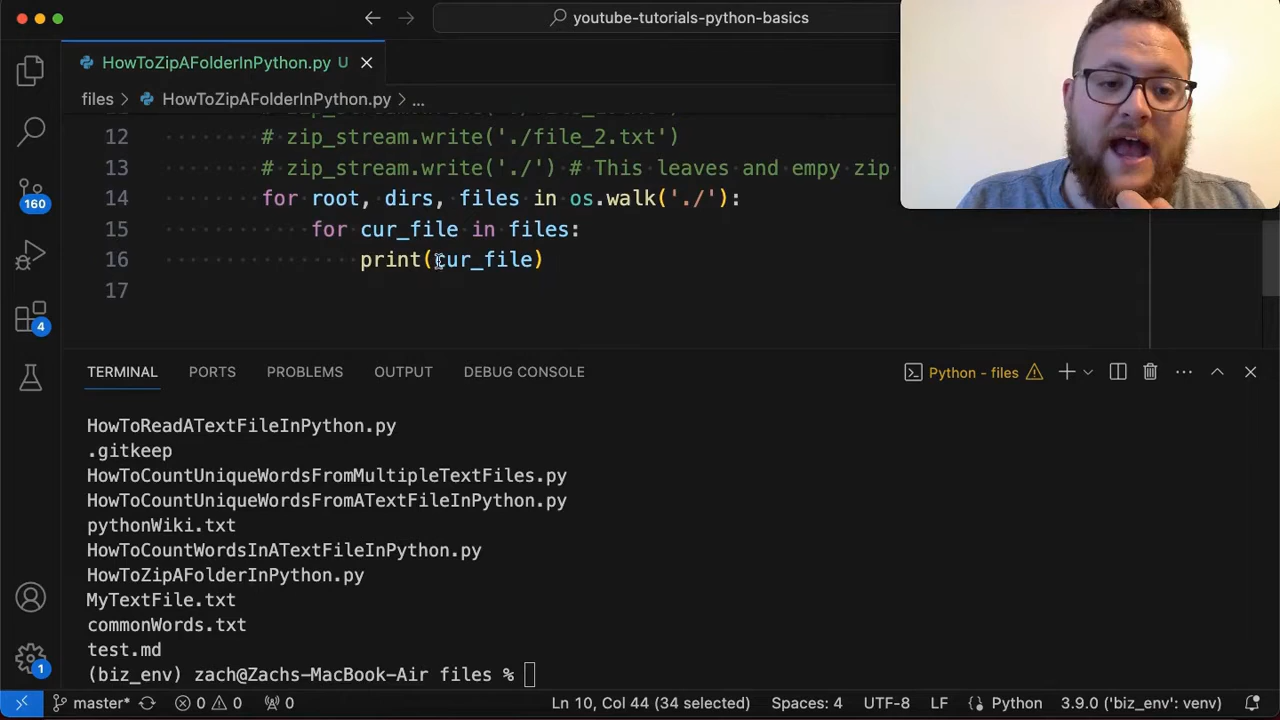 youtube-tutorials-python-basics
HowToZipAFolderInPython.py U
files > HowToZipAFolderInPython.py > ...
12 # zip_stream.write('./file_2.txt')
13 # zip_stream.write('./') # This leaves and empy zip
14 for root, dirs, files in os.walk('./'):
15 for cur_file in files:
16 print(cur_file)
17
160
4
TERMINAL PORTS PROBLEMS OUTPUT DEBUG CONSOLE Python - files
HowToReadATextFileInPython.py
.gitkeep
HowToCountUniqueWordsFromMultipleTextFiles.py
HowToCountUniqueWordsFromATextFileInPython.py
pythonWiki.txt
HowToCountWordsInATextFileInPython.py
HowToZipAFolderInPython.py
MyTextFile.txt
commonWords.txt
test.md
(biz_env) zach@Zachs-MacBook-Air files %
1
master* 0 0 0 Ln 10, Col 44 (34 selected) Spaces: 4 UTF-8 LF Python 3.9.0 ('biz_env': venv)